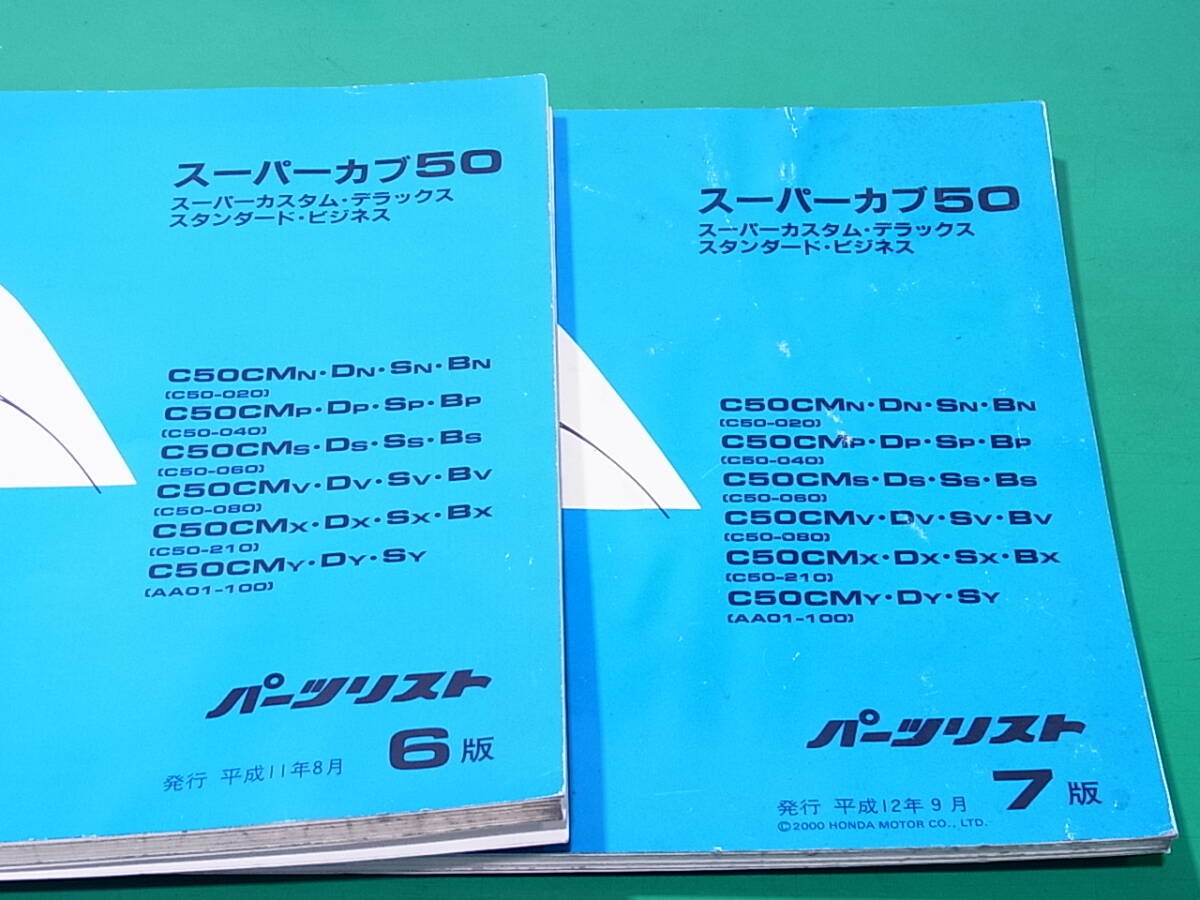 スーパーカブ50
スーパーカスタム・デラックス
スタンダード・ビジネス
C50CMN・DN・SN・BN
(C50-020)
C50CMP・DP・SP・BP
(C50-040)
C50CMS・DS・SS・BS
(C50-060)
C50CMV・DV・SV・BV
(C50-080)
C50CMX・DX・SX・BX
(C50-210)
C50CMY・DY・SY
(AA01-100)
パーツリスト
6版
発行 平成11年8月
スーパーカブ50
スーパーカスタム・デラックス
スタンダード・ビジネス
C50CMN・DN・SN・BN
(C50-020)
C50CMP・DP・SP・BP
(C50-040)
C50CMS・DS・SS・BS
(C50-060)
C50CMV・DV・SV・BV
(C50-080)
C50CMX・DX・SX・BX
(C50-210)
C50CMY・DY・SY
(AA01-100)
パーツリスト
7版
発行 平成12年9月
©2000 HONDA MOTOR CO., LTD.